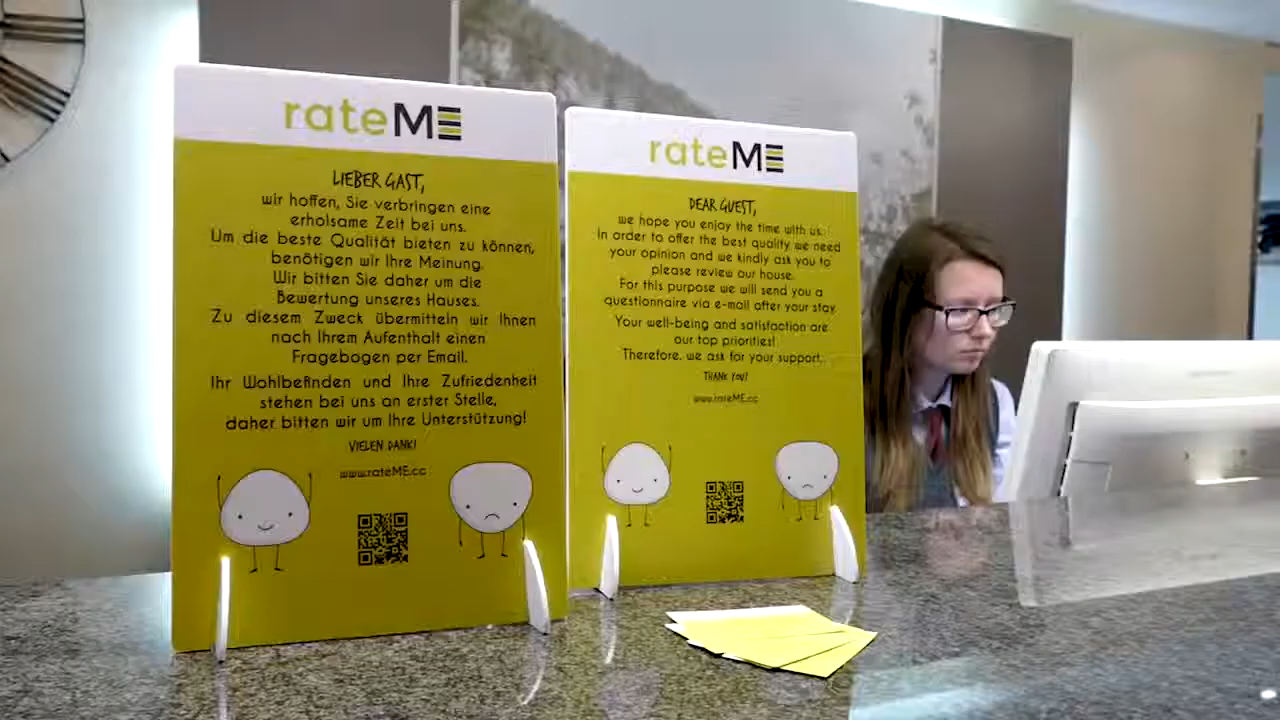 rateME
LIEBER GAST,
wir hoffen, Sie verbringen eine
erholsame Zeit bei uns.
Um die beste Qualität bieten zu können,
benötigen wir Ihre Meinung.
Wir bitten Sie daher um die
Bewertung unseres Hauses.
Zu diesem Zweck übermitteln wir Ihnen
nach Ihrem Aufenthalt einen
Fragebogen per Email.
Ihr Wohlbefinden und Ihre Zufriedenheit
stehen bei uns an erster Stelle,
daher bitten wir um Ihre Unterstützung!
VIELEN DANK!
www.rateME.cc
rateME
DEAR GUEST,
we hope you enjoy the time with us.
In order to offer the best quality, we need
your opinion and we kindly ask you to
please review our house.
For this purpose we will send you a
questionnaire via e-mail after your stay.
Your well-being and satisfaction are
our top priorities!
Therefore, we ask for your support.
THANK YOU!
www.rateME.cc